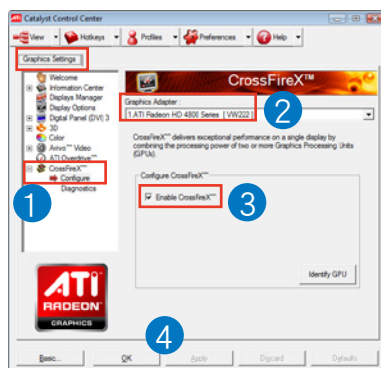 Catalyst Control Center
View Hotkeys Profiles Preferences Help
Graphics Settings
Welcome
Information Center
Displays Manager
Display Options
Digital Panel (DVI) 3
3D
Color
Avivo™ Video
ATI Overdrive™
CrossFireX™
Configure
Diagnostics
1
ATI
RADEON
GRAPHICS
CrossFireX™
Graphics Adapter :
1.ATI Radeon HD 4800 Series [ VW222 ]
2
CrossFireX™ delivers exceptional performance on a single display by
combining the processing power of two or more Graphics Processing Units
(GPUs).
Configure CrossFireX™
Enable CrossFireX™
3
Identify GPU
4
Basic... OK Apply Discard Defaults